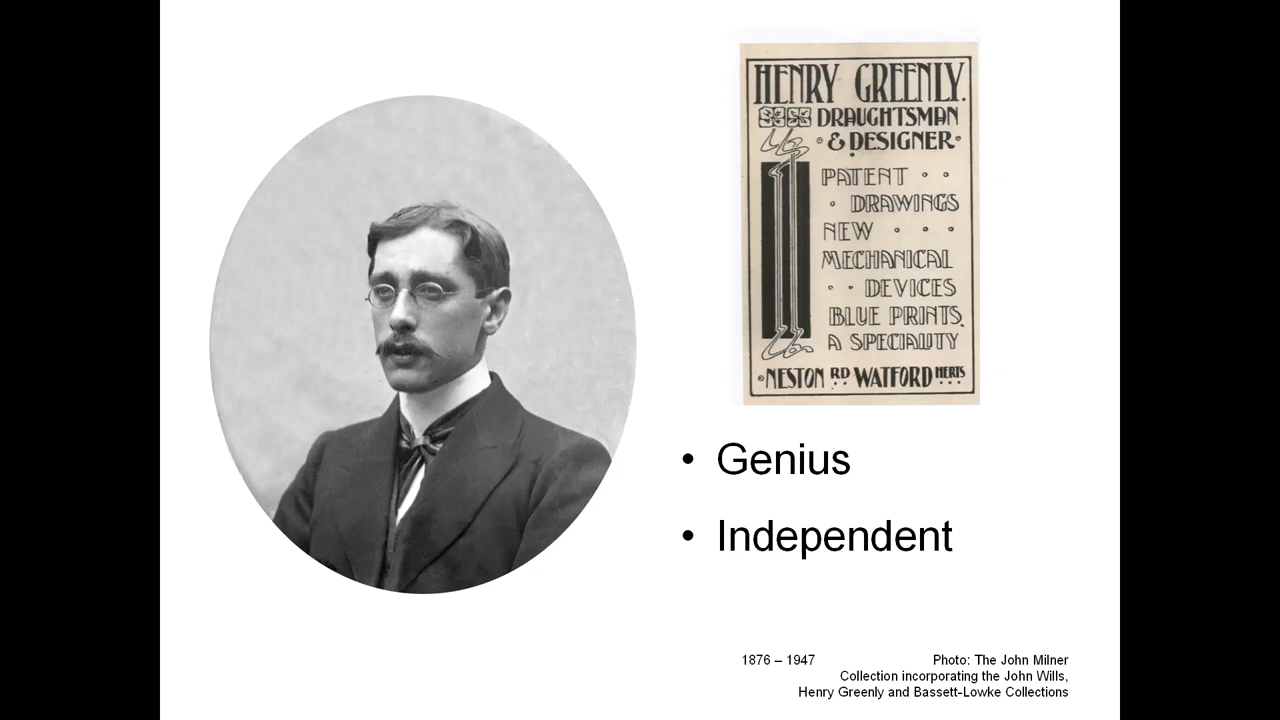 HENRY GREENLY.
DRAUGHTSMAN
& DESIGNER
PATENT
DRAWINGS
NEW
MECHANICAL
DEVICES
BLUE PRINTS,
A SPECIALITY
NESTON RD WATFORD HERTS
• Genius
• Independent
1876 – 1947 Photo: The John Milner
Collection incorporating the John Wills,
Henry Greenly and Bassett-Lowke Collections